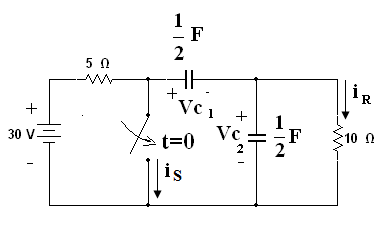 1
2 F
5 Ω
+ -
Vc 1
i R
+
30 V
-
t=0
i s
+
Vc 2
-
1
2 F
10 Ω